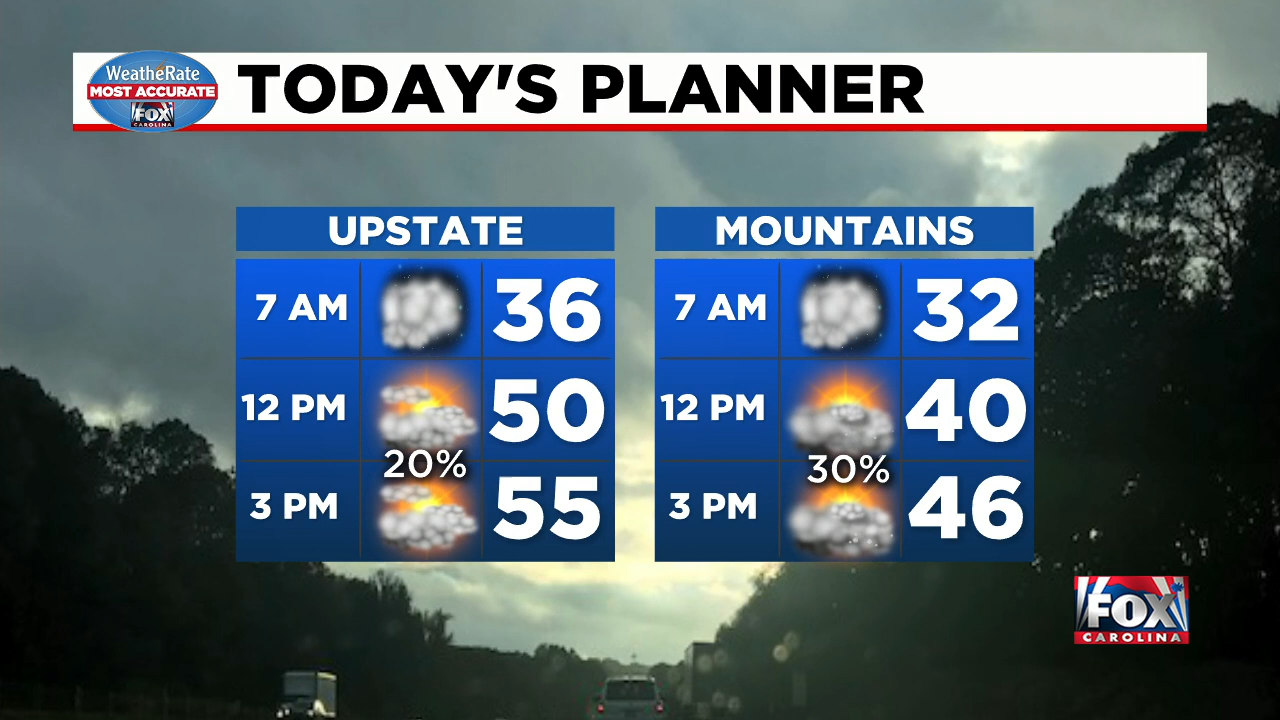 WeatheRate
MOST ACCURATE
FOX
CAROLINA
TODAY'S PLANNER
UPSTATE
7 AM 36
12 PM 50
20%
3 PM 55
MOUNTAINS
7 AM 32
12 PM 40
30%
3 PM 46
FOX
CAROLINA